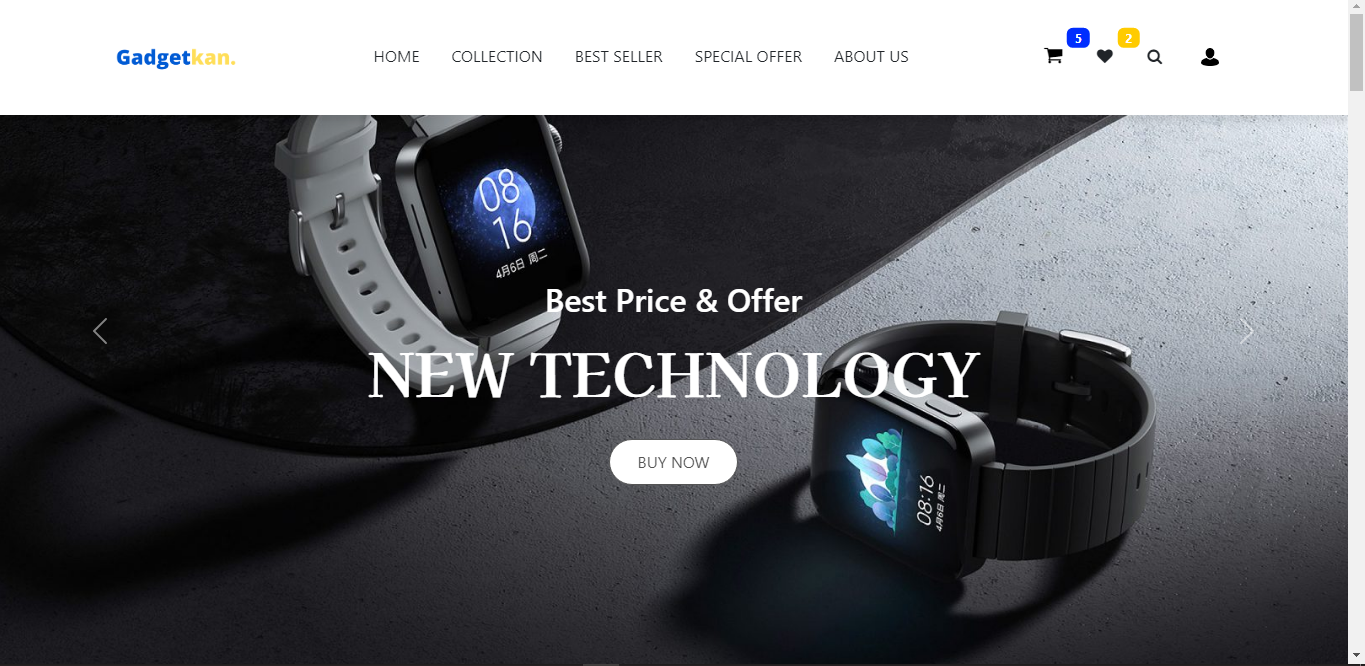 Gadgetkan.
HOME
COLLECTION
BEST SELLER
SPECIAL OFFER
ABOUT US
5
2
08
16
4月6日 周二
Best Price & Offer
NEW TECHNOLOGY
BUY NOW
08:16
4月6日 周二